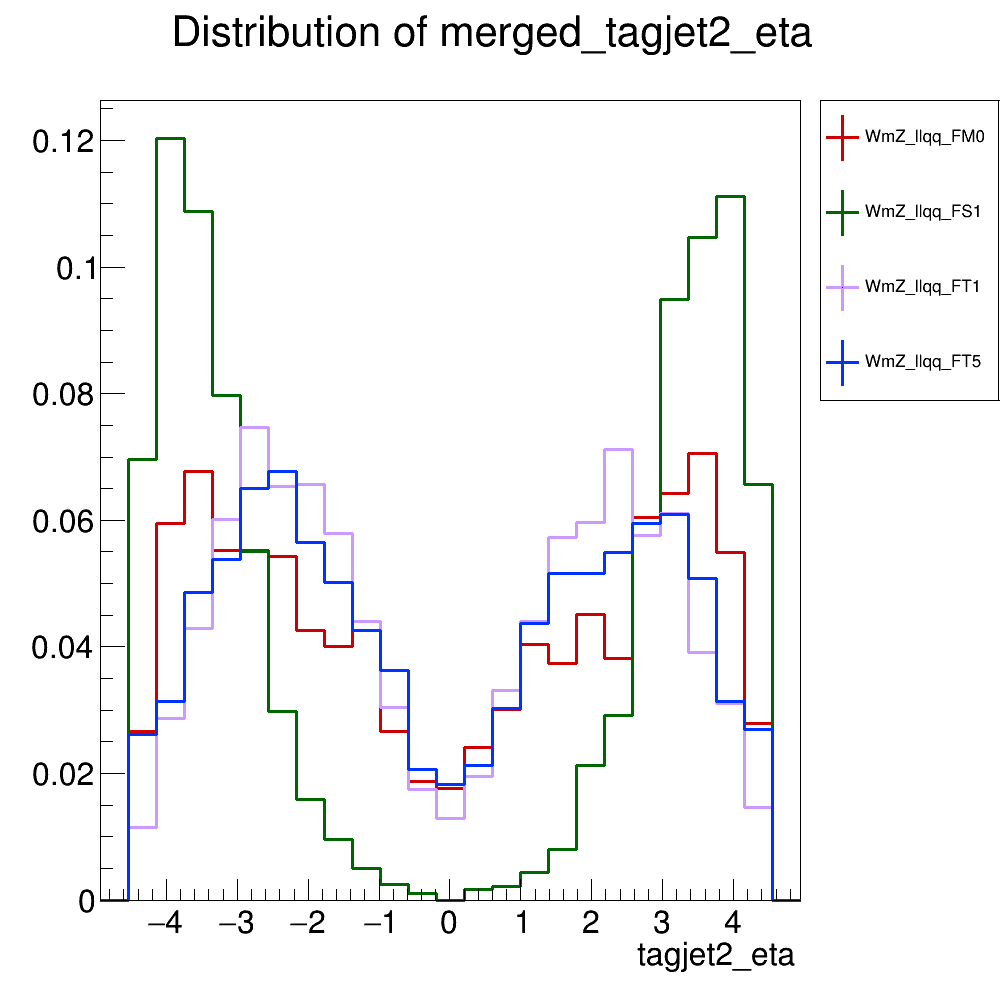 Distribution of merged_tagjet2_eta
0.12
0.1
0.08
0.06
0.04
0.02
0
−4 −3 −2 −1 0 1 2 3 4
tagjet2_eta
WmZ_llqq_FM0
WmZ_llqq_FS1
WmZ_llqq_FT1
WmZ_llqq_FT5